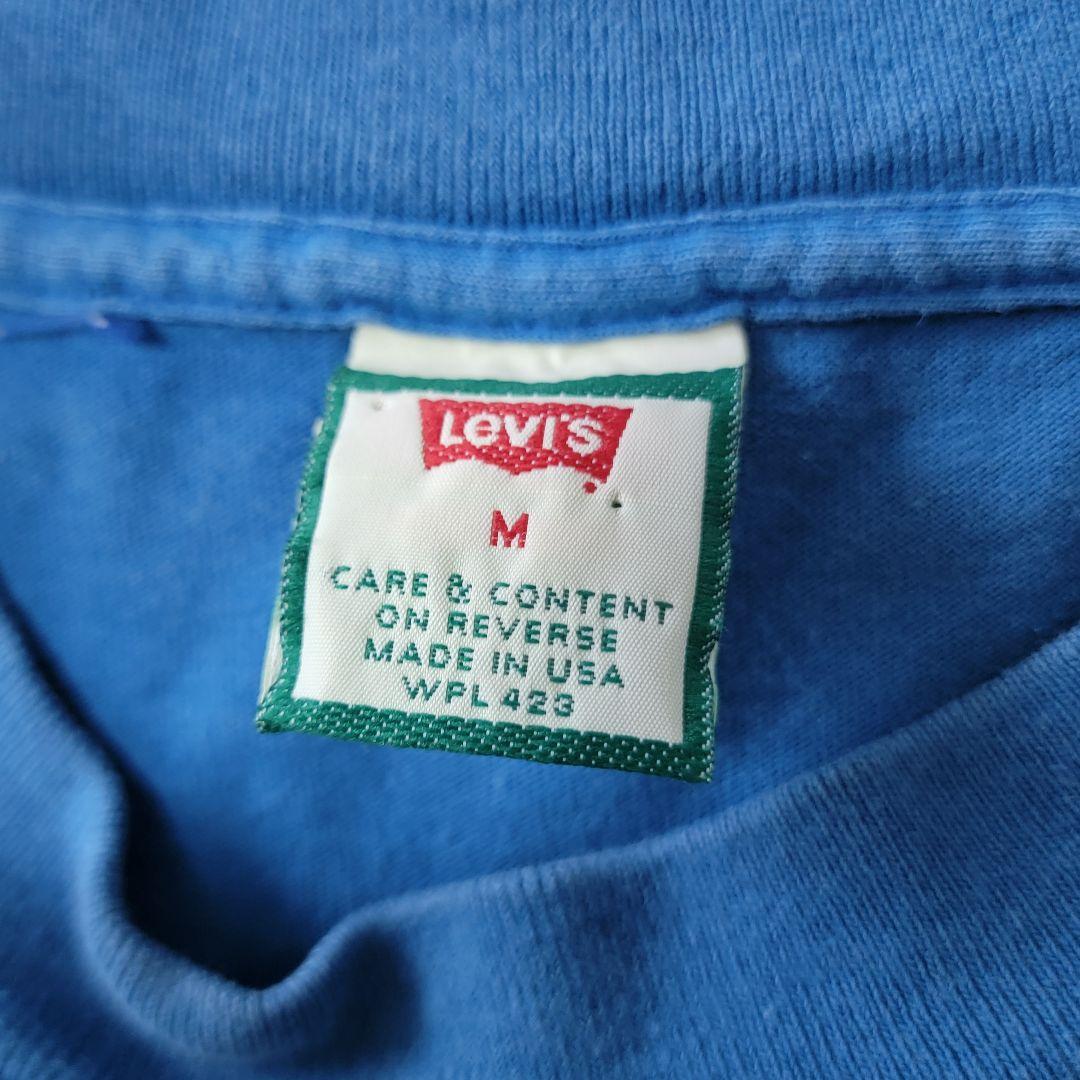 LEVI'S
M
CARE & CONTENT
ON REVERSE
MADE IN USA
WPL 423